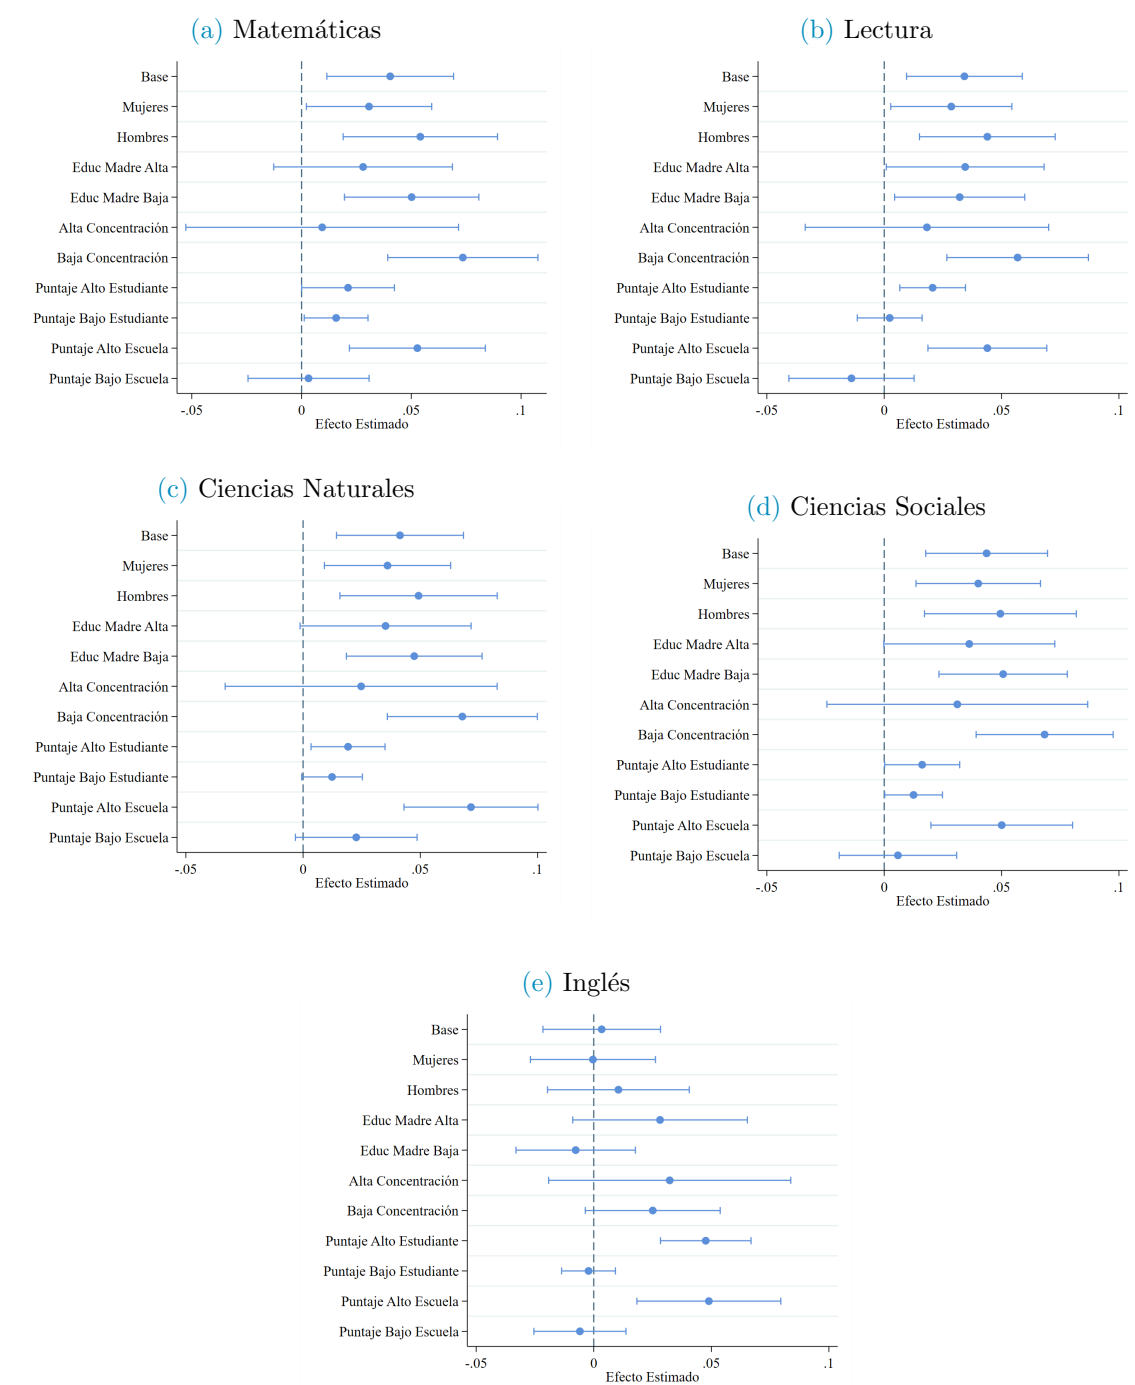 (a) Matemáticas
Base
Mujeres
Hombres
Educ Madre Alta
Educ Madre Baja
Alta Concentración
Baja Concentración
Puntaje Alto Estudiante
Puntaje Bajo Estudiante
Puntaje Alto Escuela
Puntaje Bajo Escuela
-.05 0 .05 .1
Efecto Estimado
(b) Lectura
Base
Mujeres
Hombres
Educ Madre Alta
Educ Madre Baja
Alta Concentración
Baja Concentración
Puntaje Alto Estudiante
Puntaje Bajo Estudiante
Puntaje Alto Escuela
Puntaje Bajo Escuela
-.05 0 .05 .1
Efecto Estimado
(c) Ciencias Naturales
Base
Mujeres
Hombres
Educ Madre Alta
Educ Madre Baja
Alta Concentración
Baja Concentración
Puntaje Alto Estudiante
Puntaje Bajo Estudiante
Puntaje Alto Escuela
Puntaje Bajo Escuela
-.05 0 .05 .1
Efecto Estimado
(d) Ciencias Sociales
Base
Mujeres
Hombres
Educ Madre Alta
Educ Madre Baja
Alta Concentración
Baja Concentración
Puntaje Alto Estudiante
Puntaje Bajo Estudiante
Puntaje Alto Escuela
Puntaje Bajo Escuela
-.05 0 .05 .1
Efecto Estimado
(e) Inglés
Base
Mujeres
Hombres
Educ Madre Alta
Educ Madre Baja
Alta Concentración
Baja Concentración
Puntaje Alto Estudiante
Puntaje Bajo Estudiante
Puntaje Alto Escuela
Puntaje Bajo Escuela
-.05 0 .05 .1
Efecto Estimado